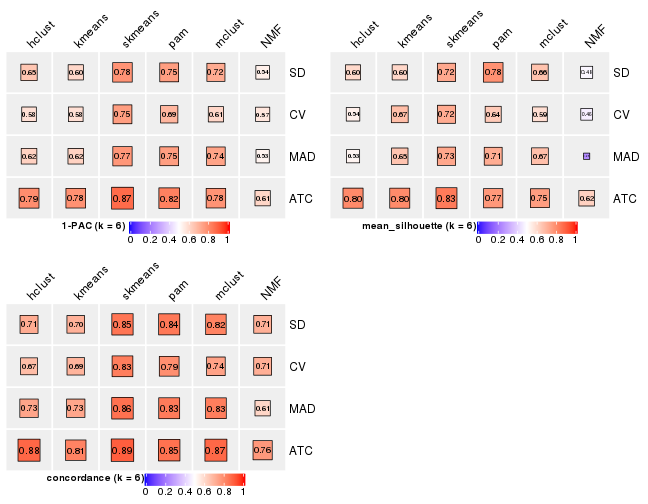 hclust kmeans skmeans pam mclust NMF
0.65 0.60 0.78 0.75 0.72 0.54 SD
0.58 0.58 0.75 0.69 0.61 0.57 CV
0.62 0.62 0.77 0.75 0.74 0.53 MAD
0.79 0.78 0.87 0.82 0.78 0.61 ATC
1-PAC (k = 6)
0 0.2 0.4 0.6 0.8 1
hclust kmeans skmeans pam mclust NMF
0.60 0.60 0.72 0.78 0.66 SD
0.54 0.67 0.72 0.64 0.59 CV
0.53 0.65 0.73 0.71 0.67 MAD
0.80 0.80 0.83 0.77 0.75 0.62 ATC
mean_silhouette (k = 6)
0 0.2 0.4 0.6 0.8 1
hclust kmeans skmeans pam mclust NMF
0.71 0.70 0.85 0.84 0.82 0.71 SD
0.67 0.69 0.83 0.79 0.74 0.71 CV
0.73 0.73 0.86 0.83 0.83 0.61 MAD
0.88 0.81 0.89 0.85 0.87 0.76 ATC
concordance (k = 6)
0 0.2 0.4 0.6 0.8 1